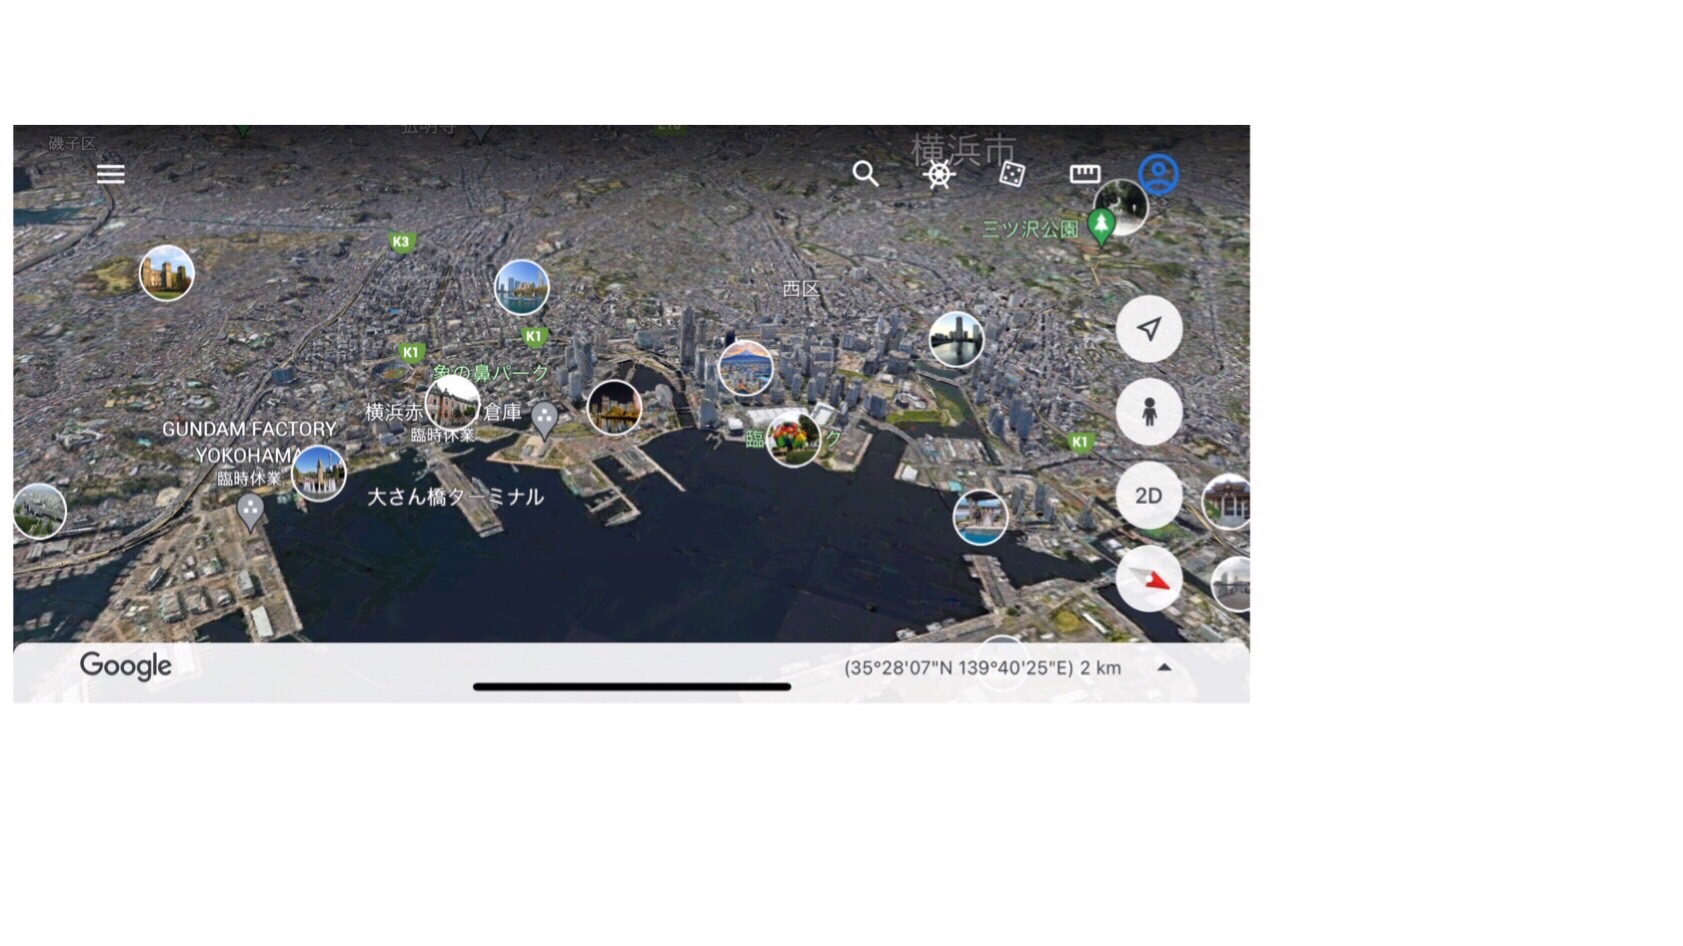 磯子区
弘明寺
横浜市
三ツ沢公園
K3
西区
K1
K1
象の鼻パーク
横浜赤
倉庫
臨時休業
GUNDAM FACTORY
YOKOHAMA
臨時休業
大さん橋ターミナル
臨
ク
K1
2D
Google
(35°28'07"N 139°40'25"E) 2 km